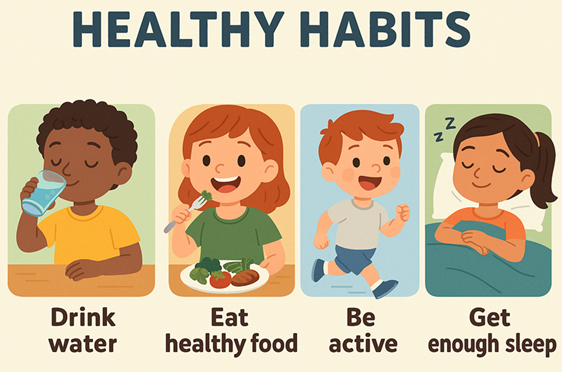 HEALTHY HABITS
z z z
Drink
water
Eat
healthy food
Be
active
Get
enough sleep